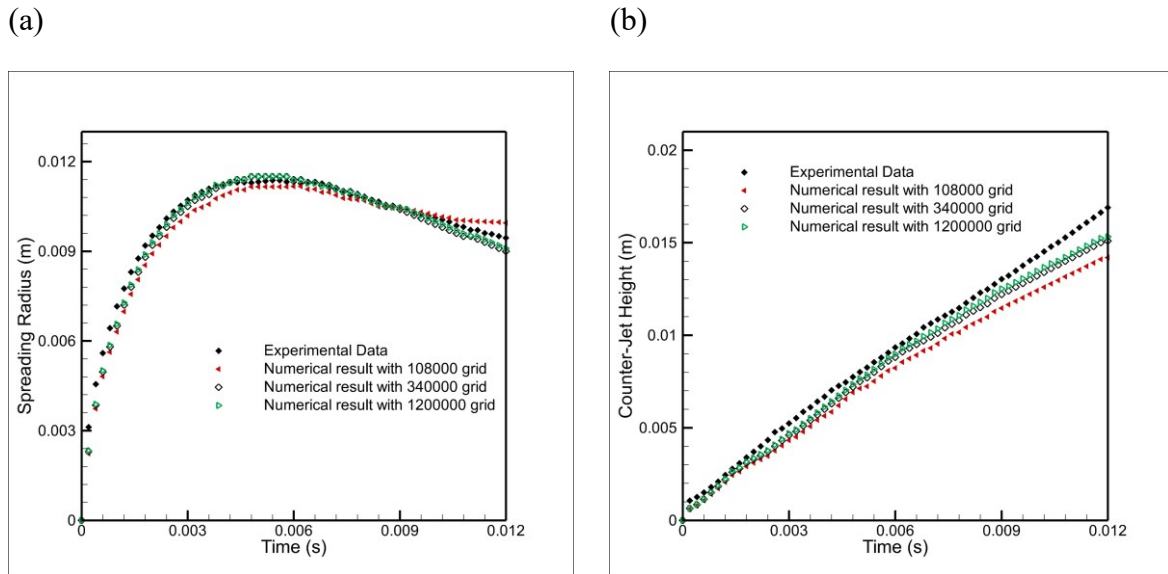 (a)
(b)
0.012
0.009
0.006
0.003
0
Spreading Radius (m)
Experimental Data
Numerical result with 108000 grid
Numerical result with 340000 grid
Numerical result with 1200000 grid
0
0.003
0.006
0.009
0.012
Time (s)
0.02
0.015
0.01
0.005
0
Counter-Jet Height (m)
Experimental Data
Numerical result with 108000 grid
Numerical result with 340000 grid
Numerical result with 1200000 grid
0
0.003
0.006
0.009
0.012
Time (s)